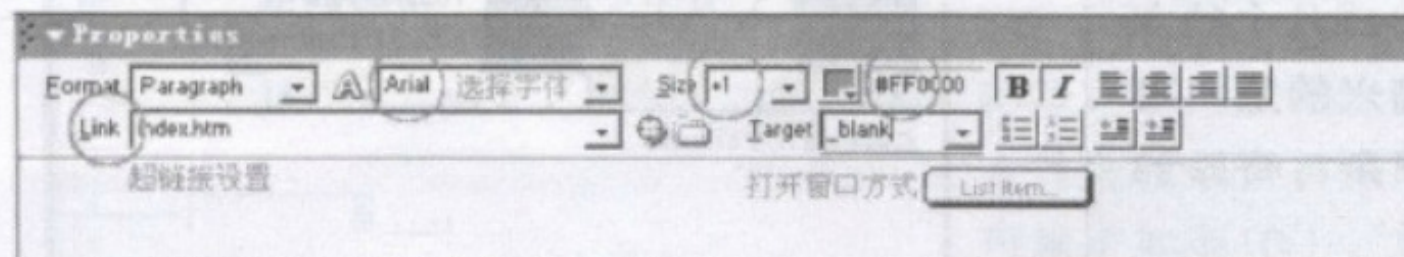 Properties
Format Paragraph Arial 选择字体 Size +1 #FF0000 B I
Link index.htm Target _blank
超链接设置 打开窗口方式 List Item...